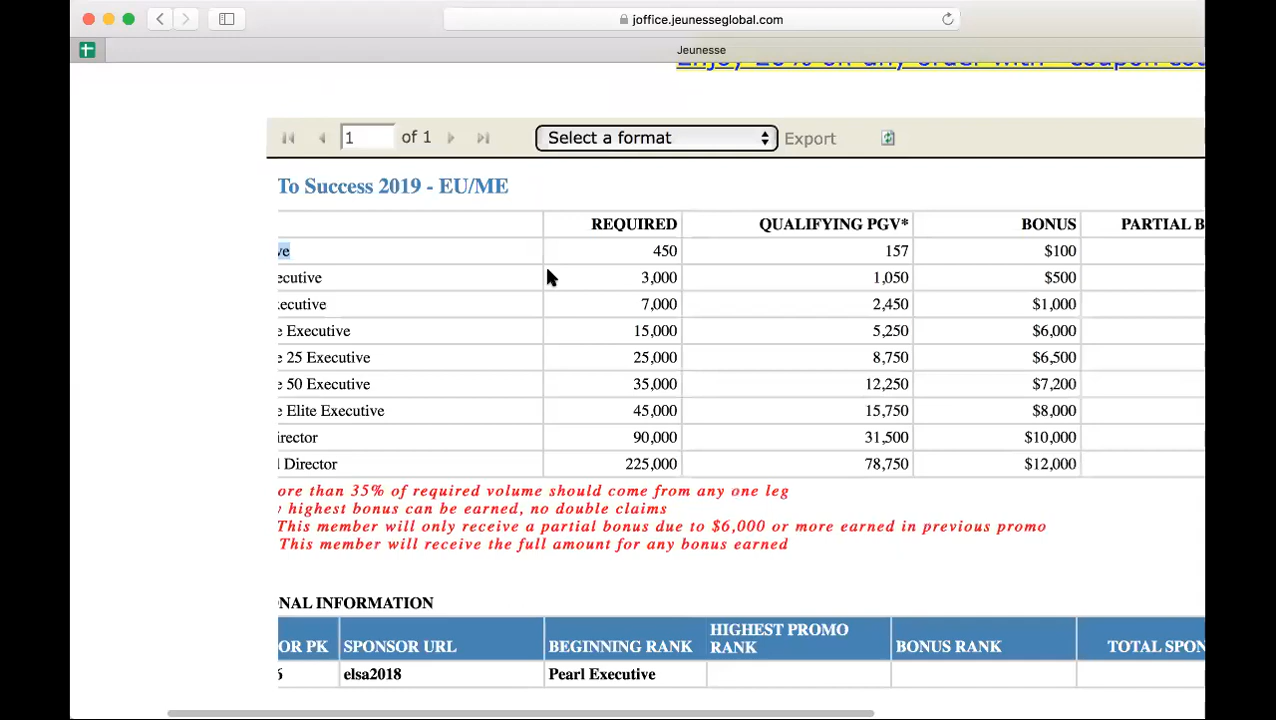 joffice.jeunesseglobal.com
Jeunesse
1 of 1 Select a format Export
To Success 2019 - EU/ME
REQUIRED QUALIFYING PGV* BONUS PARTIAL B
ve 450 157 $100
ecutive 3,000 1,050 $500
xecutive 7,000 2,450 $1,000
e Executive 15,000 5,250 $6,000
e 25 Executive 25,000 8,750 $6,500
e 50 Executive 35,000 12,250 $7,200
e Elite Executive 45,000 15,750 $8,000
irector 90,000 31,500 $10,000
l Director 225,000 78,750 $12,000
ore than 35% of required volume should come from any one leg
y highest bonus can be earned, no double claims
This member will only receive a partial bonus due to $6,000 or more earned in previous promo
This member will receive the full amount for any bonus earned
ONAL INFORMATION
OR PK SPONSOR URL BEGINNING RANK HIGHEST PROMO RANK BONUS RANK TOTAL SPON
6 elsa2018 Pearl Executive